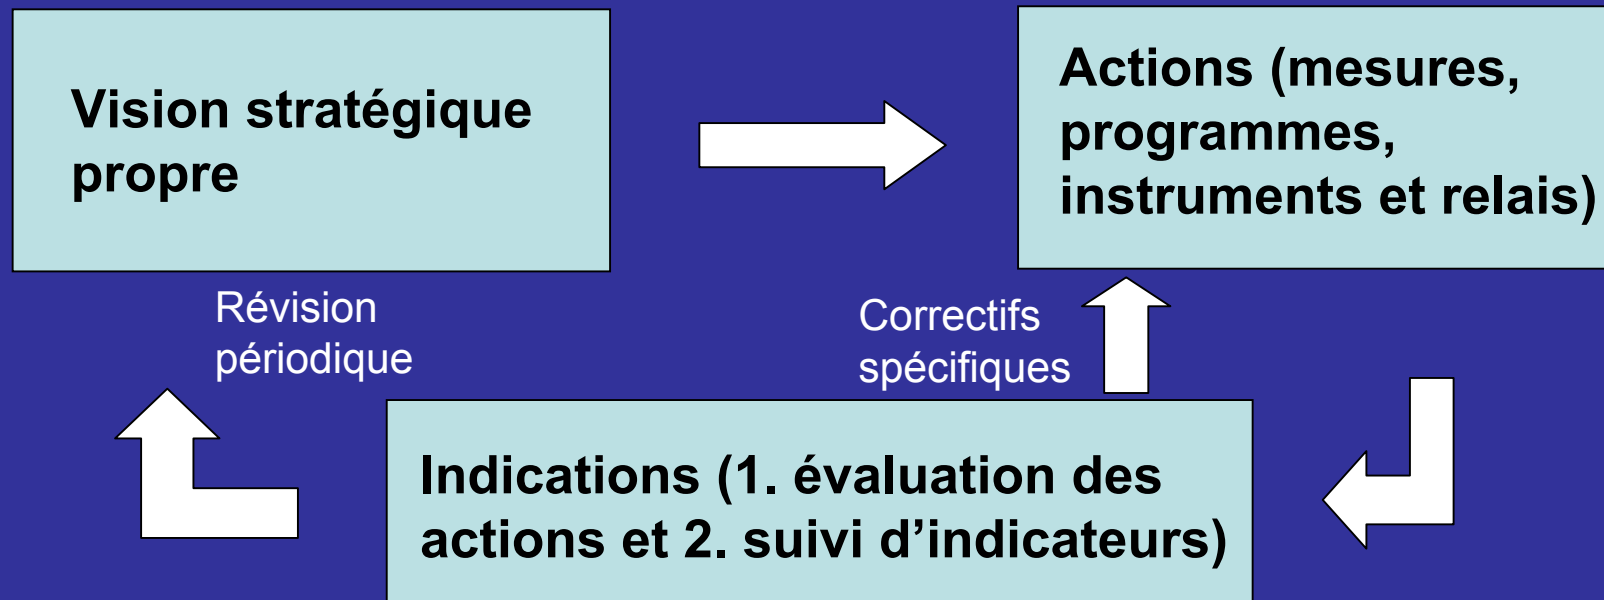 Vision stratégique
propre
Actions (mesures,
programmes,
instruments et relais)
Révision
périodique
Correctifs
spécifiques
Indications (1. évaluation des
actions et 2. suivi d’indicateurs)